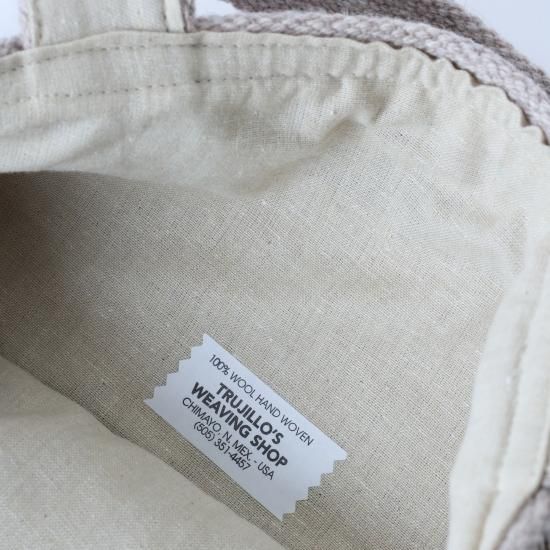 100% WOOL HAND WOVEN
TRUJILLO'S
WEAVING SHOP
CHIMAYO, N. MEX. - USA
(505) 351-4457